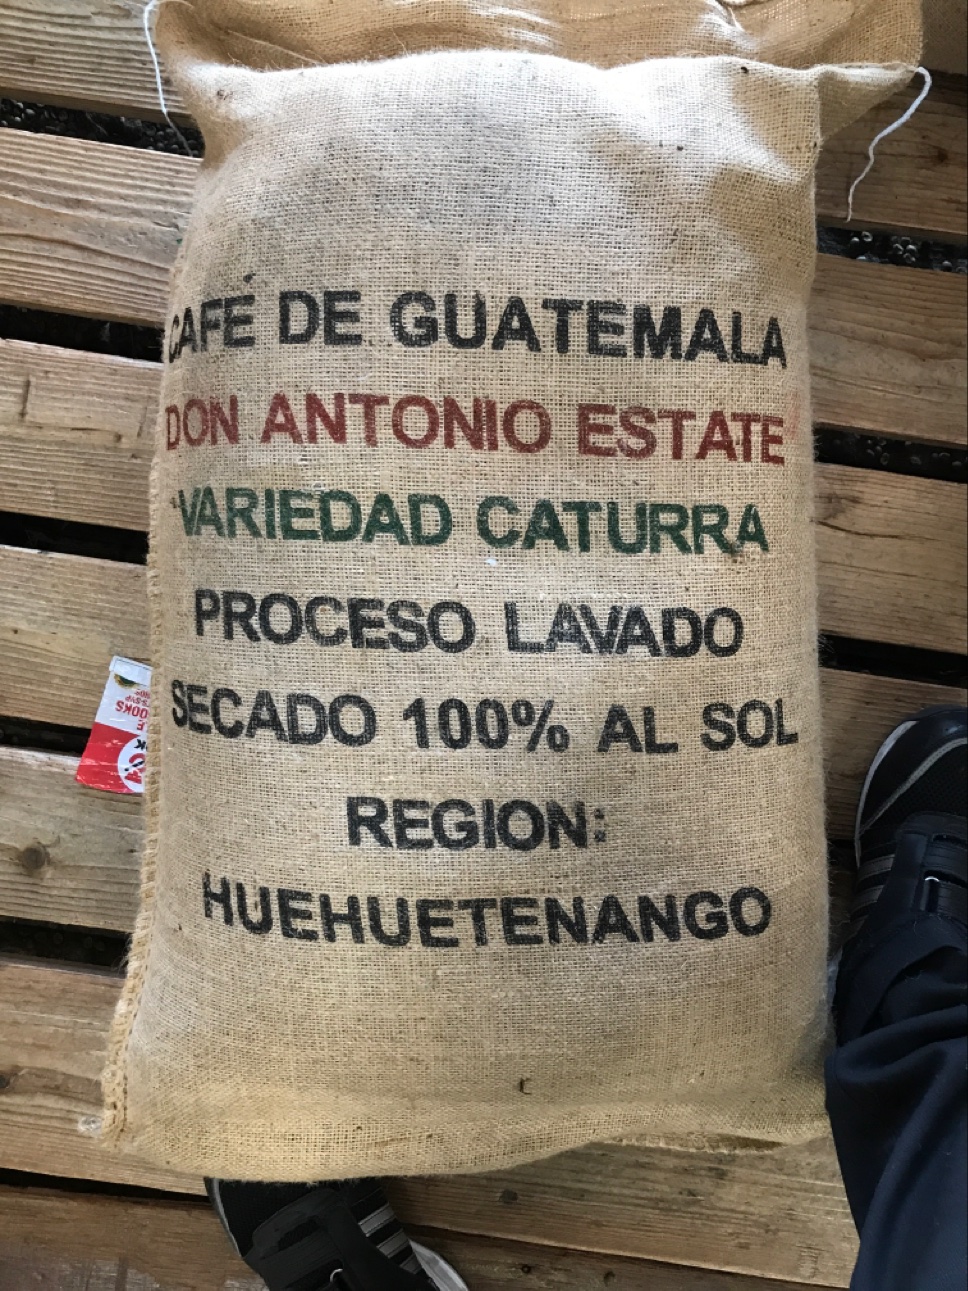 CAFE DE GUATEMALA
DON ANTONIO ESTATE
VARIEDAD CATURRA
PROCESO LAVADO
SECADO 100% AL SOL
REGION:
HUEHUETENANGO